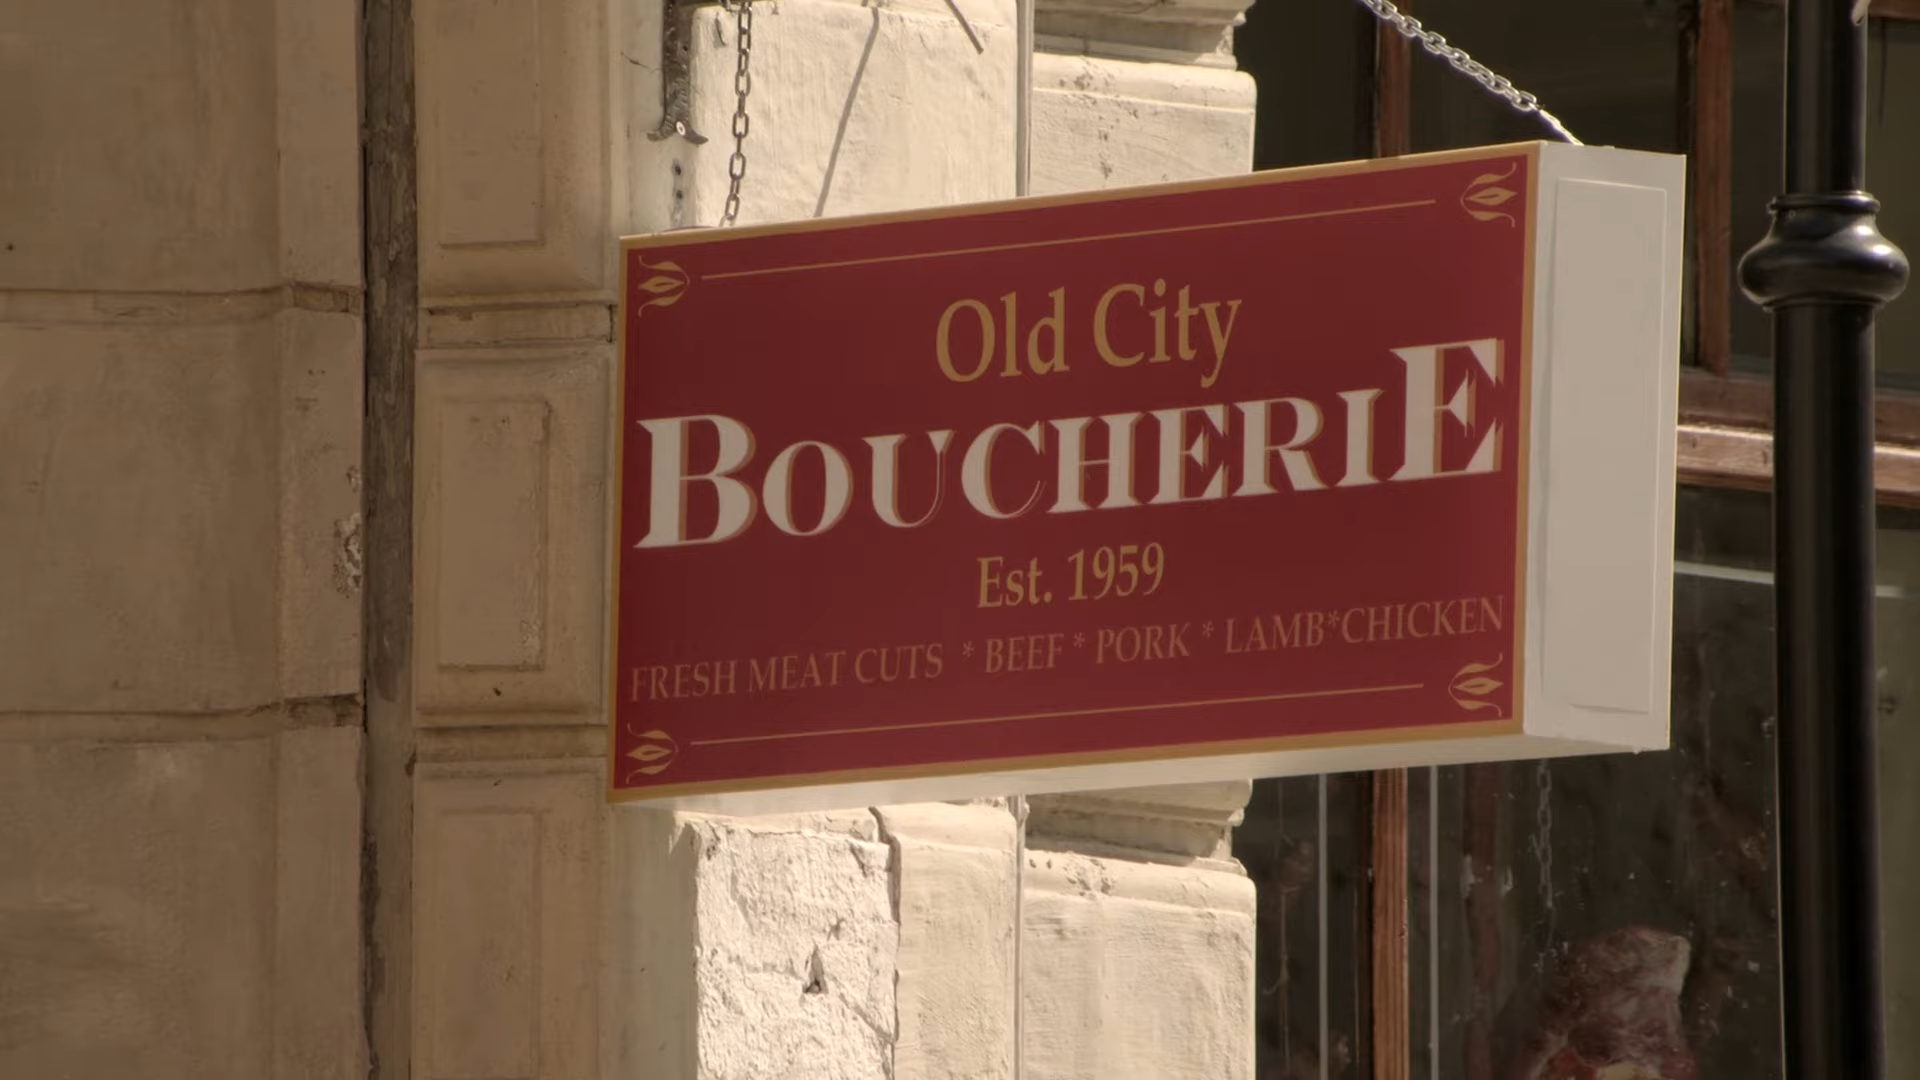 Old City
BOUCHERIE
Est. 1959
FRESH MEAT CUTS * BEEF * PORK * LAMB*CHICKEN